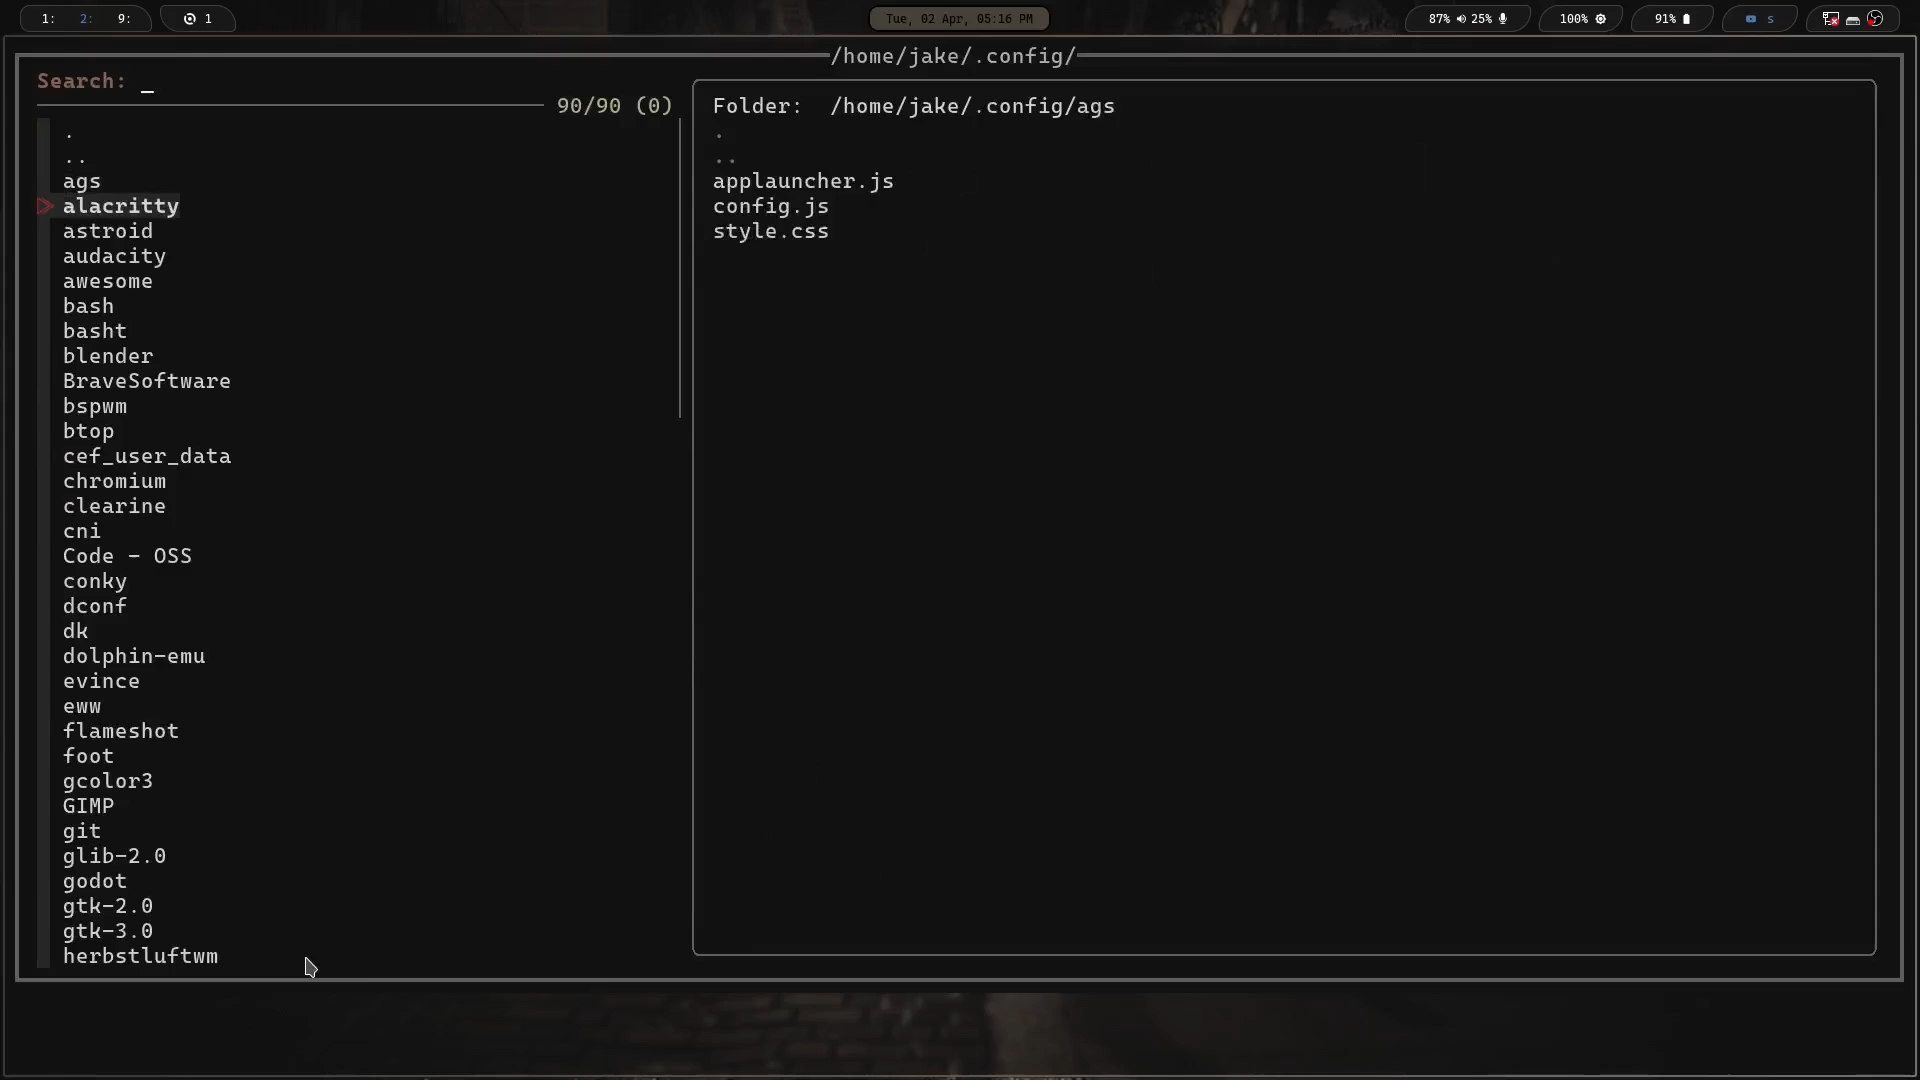 1: 2: 9: 1 Tue, 02 Apr, 05:16 PM 87% 25% 100% 91% s
/home/jake/.config/
Search: _
90/90 (0)
.
..
ags
alacritty
astroid
audacity
awesome
bash
basht
blender
BraveSoftware
bspwm
btop
cef_user_data
chromium
clearine
cni
Code - OSS
conky
dconf
dk
dolphin-emu
evince
eww
flameshot
foot
gcolor3
GIMP
git
glib-2.0
godot
gtk-2.0
gtk-3.0
herbstluftwm
Folder: /home/jake/.config/ags
.
..
applauncher.js
config.js
style.css